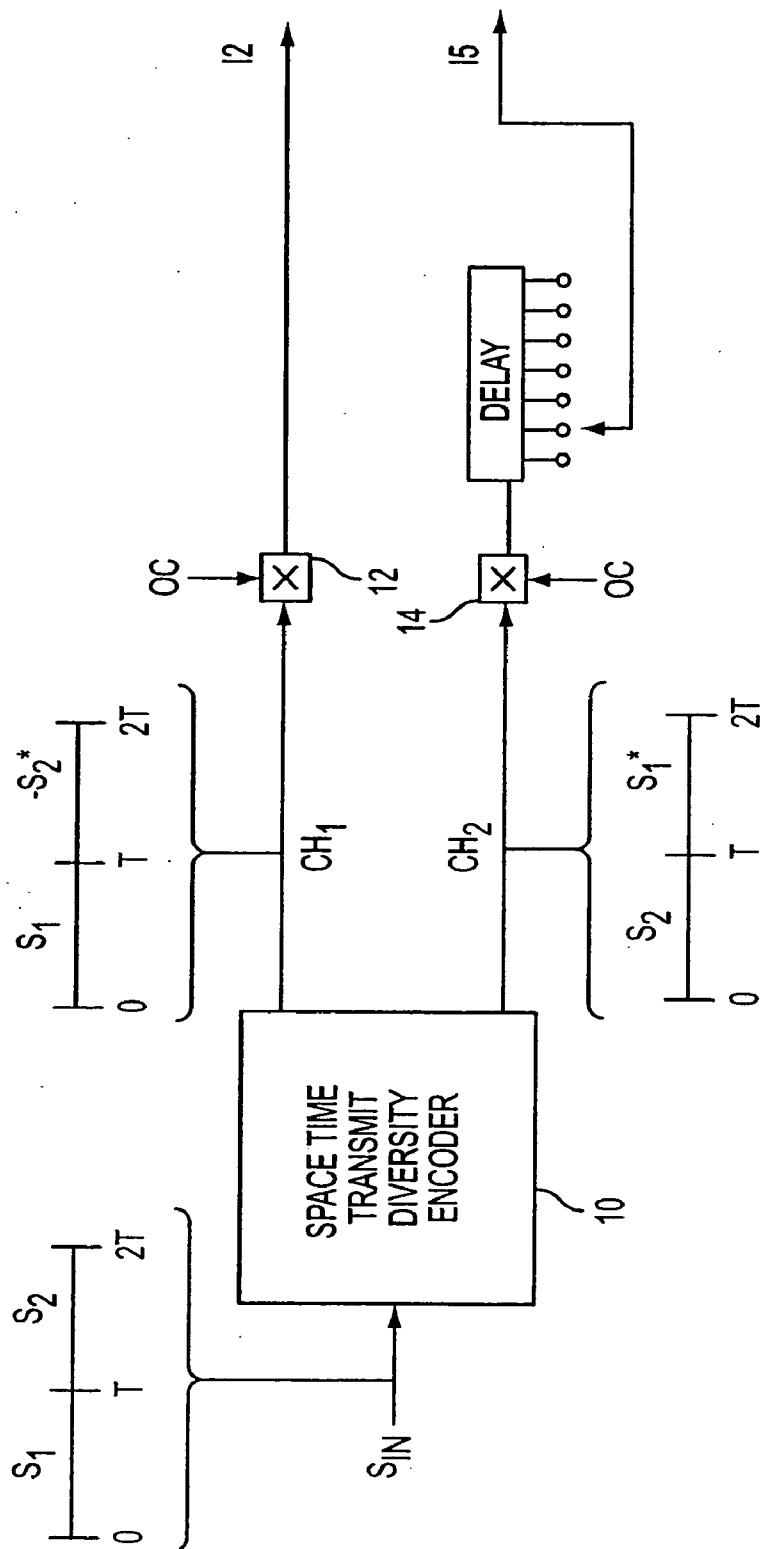 S1 S2
0 T 2T
SIN
SPACE TIME
TRANSMIT
DIVERSITY
ENCODER
10
S1 -S2*
0 T 2T
CH1
CH2
S2 S1*
0 T 2T
OC
X
12
14
X
OC
DELAY
I2
I5